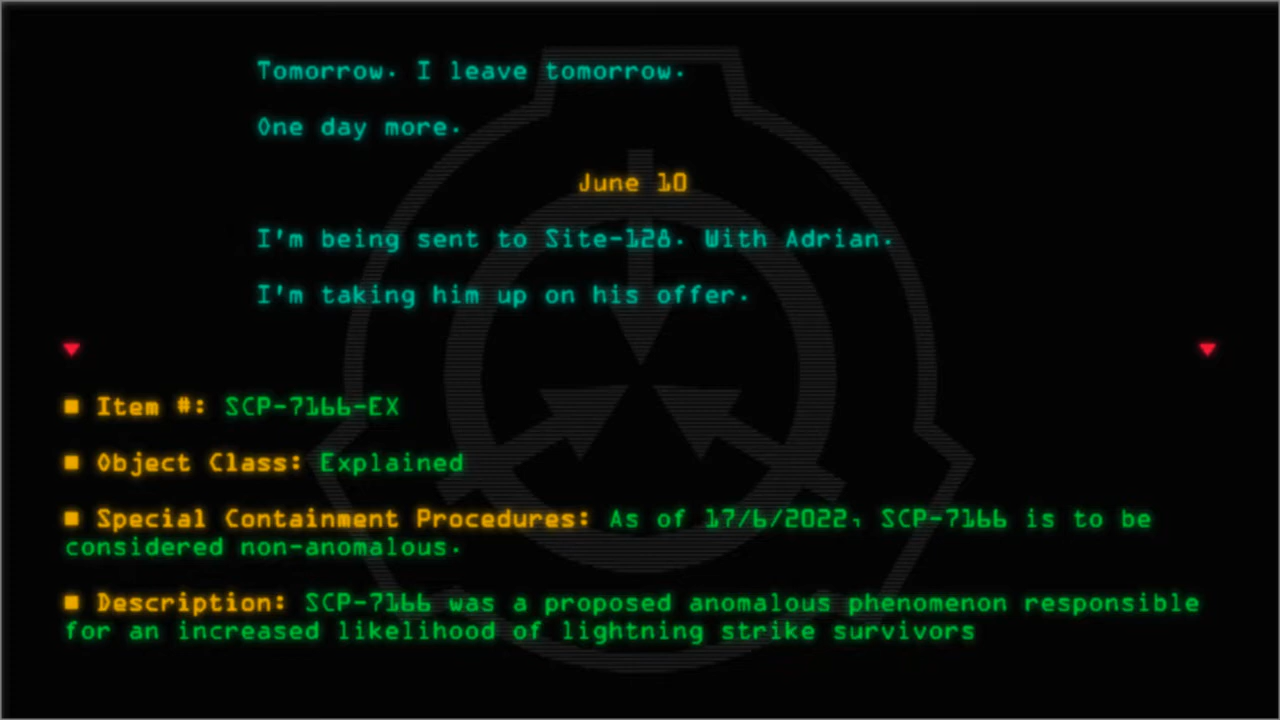 Tomorrow. I leave tomorrow.
One day more.
June 10
I'm being sent to Site-128. With Adrian.
I'm taking him up on his offer.
■ Item #: SCP-7166-EX
■ Object Class: Explained
■ Special Containment Procedures: As of 17/6/2022, SCP-7166 is to be
considered non-anomalous.
■ Description: SCP-7166 was a proposed anomalous phenomenon responsible
for an increased likelihood of lightning strike survivors